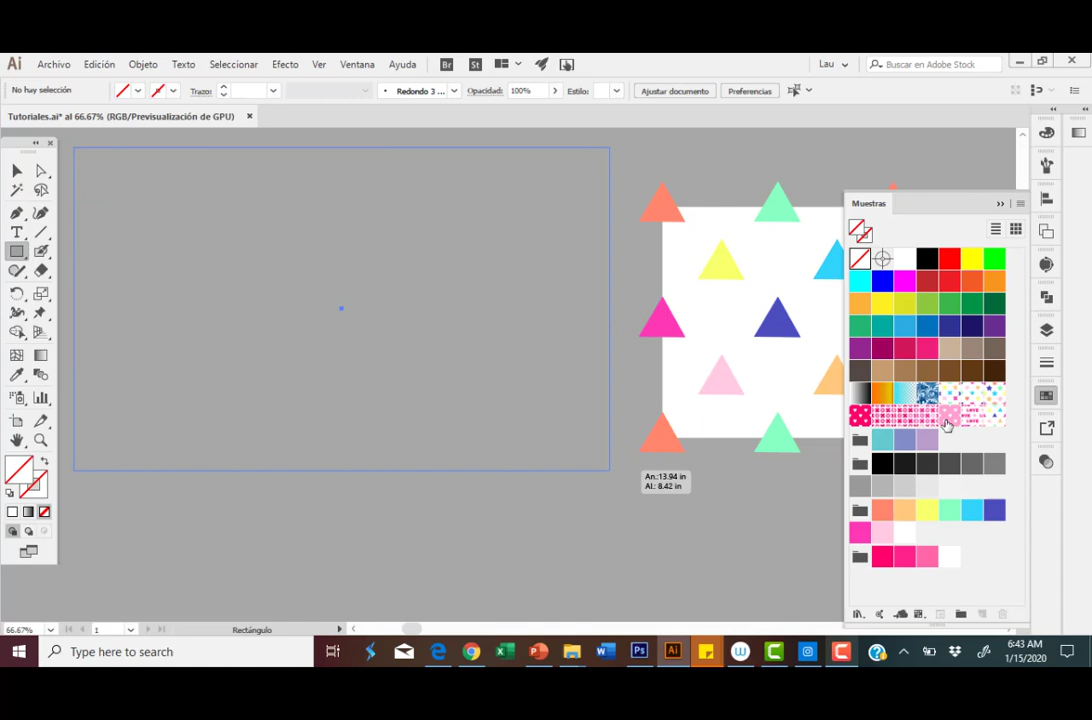 Ai Archivo Edición Objeto Texto Seleccionar Efecto Ver Ventana Ayuda Br St Lau Buscar en Adobe Stock
No hay selección Trazo: Redondo 3 ... Opacidad: 100% Estilo: Ajustar documento Preferencias
Tutoriales.ai* al 66.67% (RGB/Previsualización de GPU)
Muestras
An.:13.94 in
Al.: 8.42 in
66.67% 1 Rectángulo
Type here to search
Ps Ai
6:43 AM
1/15/2020